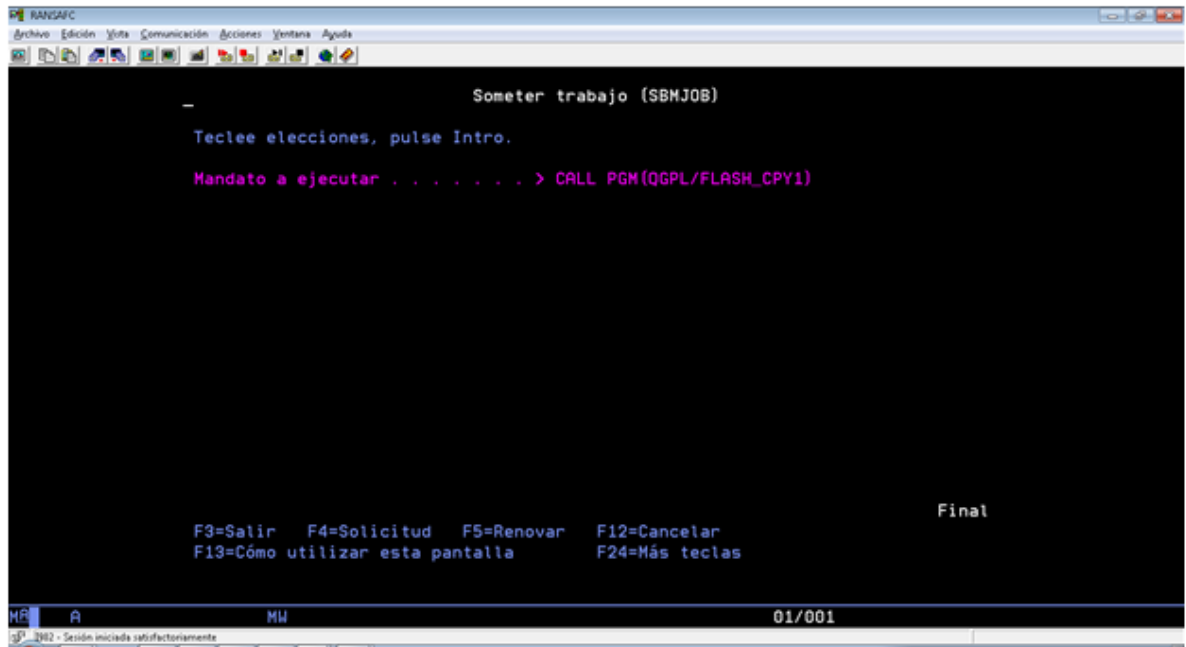 RANSAFC
Archivo Edición Vista Comunicación Acciones Ventana Ayuda
Someter trabajo (SBMJOB)
Teclee elecciones, pulse Intro.
Mandato a ejecutar . . . . . . . > CALL PGM(QGPL/FLASH_CPY1)
Final
F3=Salir F4=Solicitud F5=Renovar F12=Cancelar
F13=Cómo utilizar esta pantalla F24=Más teclas
MA A MW 01/001
I902 - Sesión iniciada satisfactoriamente